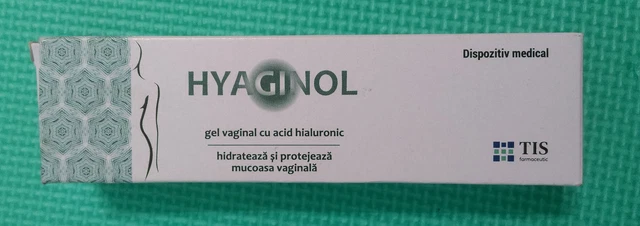 Dispozitiv medical
HYAGINOL
gel vaginal cu acid hialuronic
hidratează și protejează
mucoasa vaginală
TIS
farmaceutic